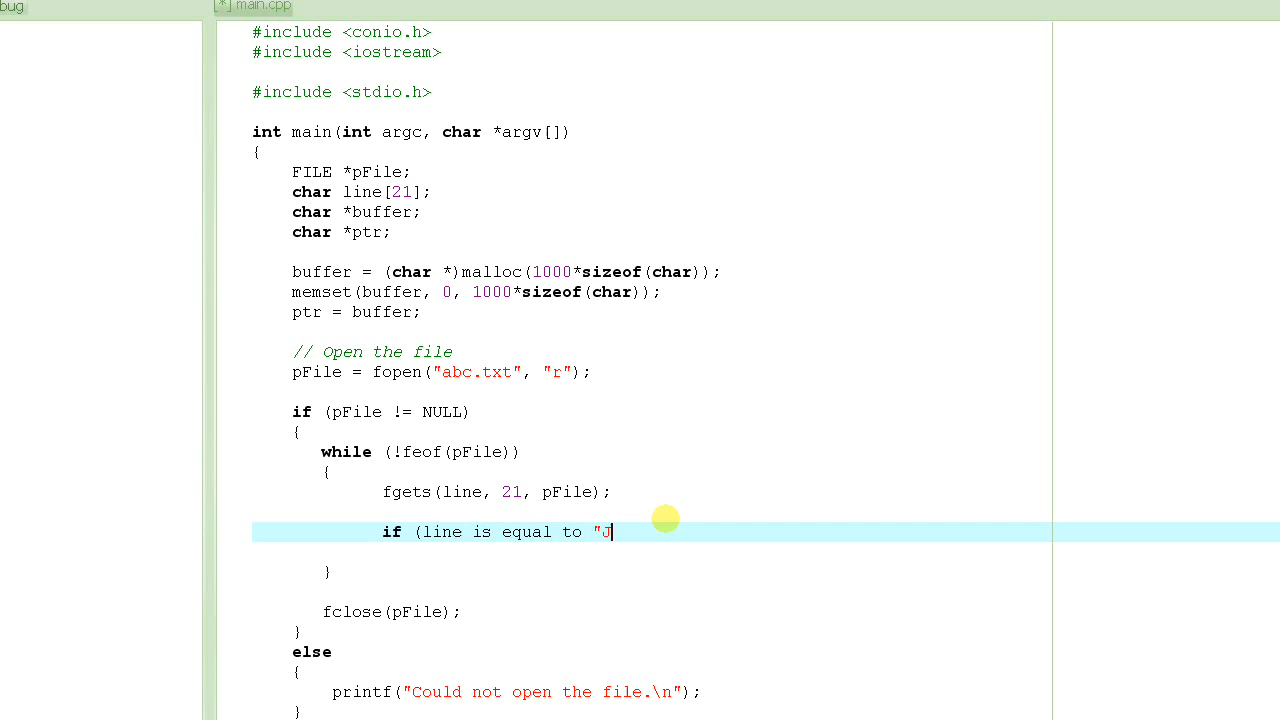 bug
[*] main.cpp
#include <conio.h>
#include <iostream>
#include <stdio.h>
int main(int argc, char *argv[])
{
FILE *pFile;
char line[21];
char *buffer;
char *ptr;
buffer = (char *)malloc(1000*sizeof(char));
memset(buffer, 0, 1000*sizeof(char));
ptr = buffer;
// Open the file
pFile = fopen("abc.txt", "r");
if (pFile != NULL)
{
while (!feof(pFile))
{
fgets(line, 21, pFile);
if (line is equal to "J
}
fclose(pFile);
}
else
{
printf("Could not open the file.\n");
}